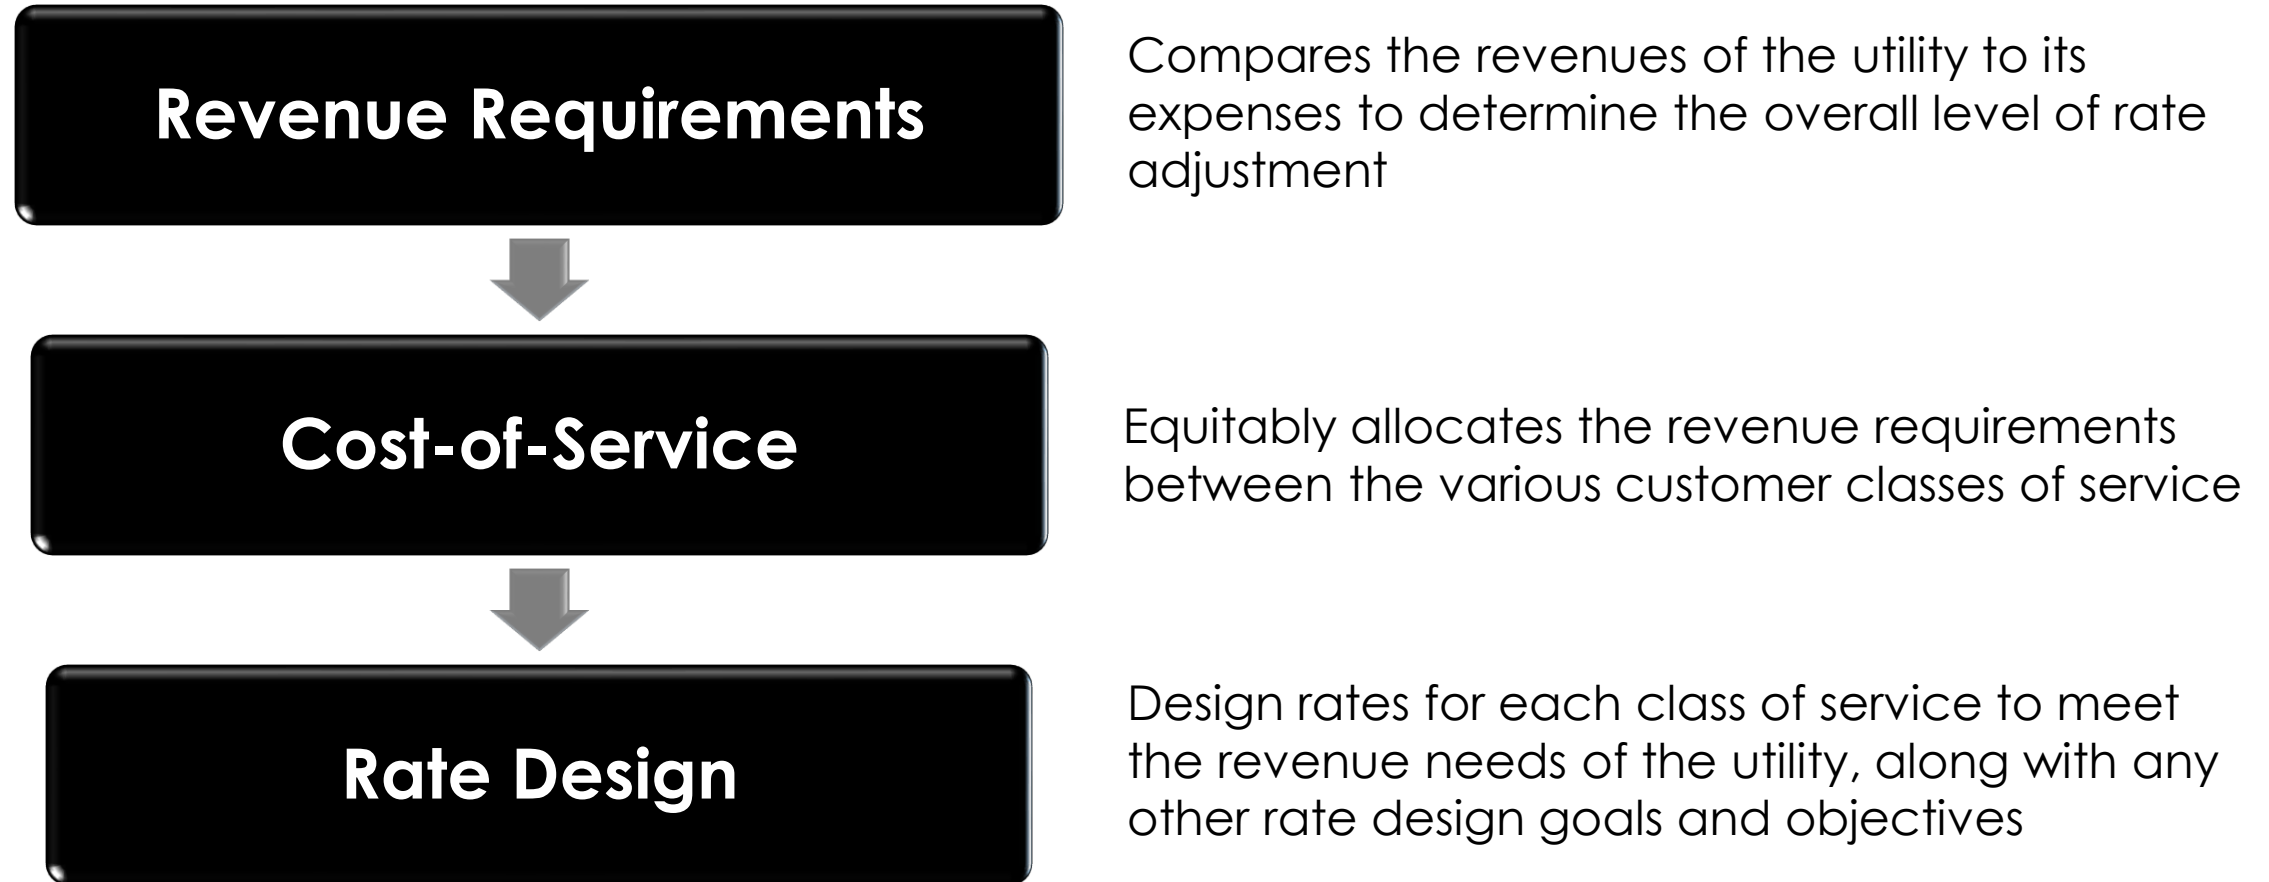 Revenue Requirements
Compares the revenues of the utility to its
expenses to determine the overall level of rate
adjustment
Cost-of-Service
Equitably allocates the revenue requirements
between the various customer classes of service
Rate Design
Design rates for each class of service to meet
the revenue needs of the utility, along with any
other rate design goals and objectives